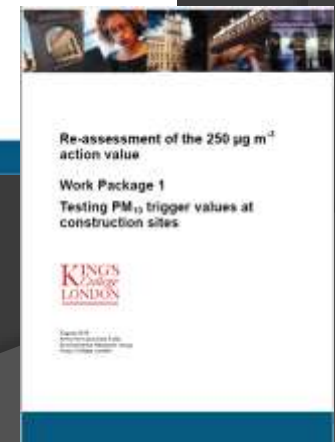 Re-assessment of the 250 µg m⁻³
action value
Work Package 1
Testing PM₁₀ trigger values at
construction sites
KING'S
College
LONDON